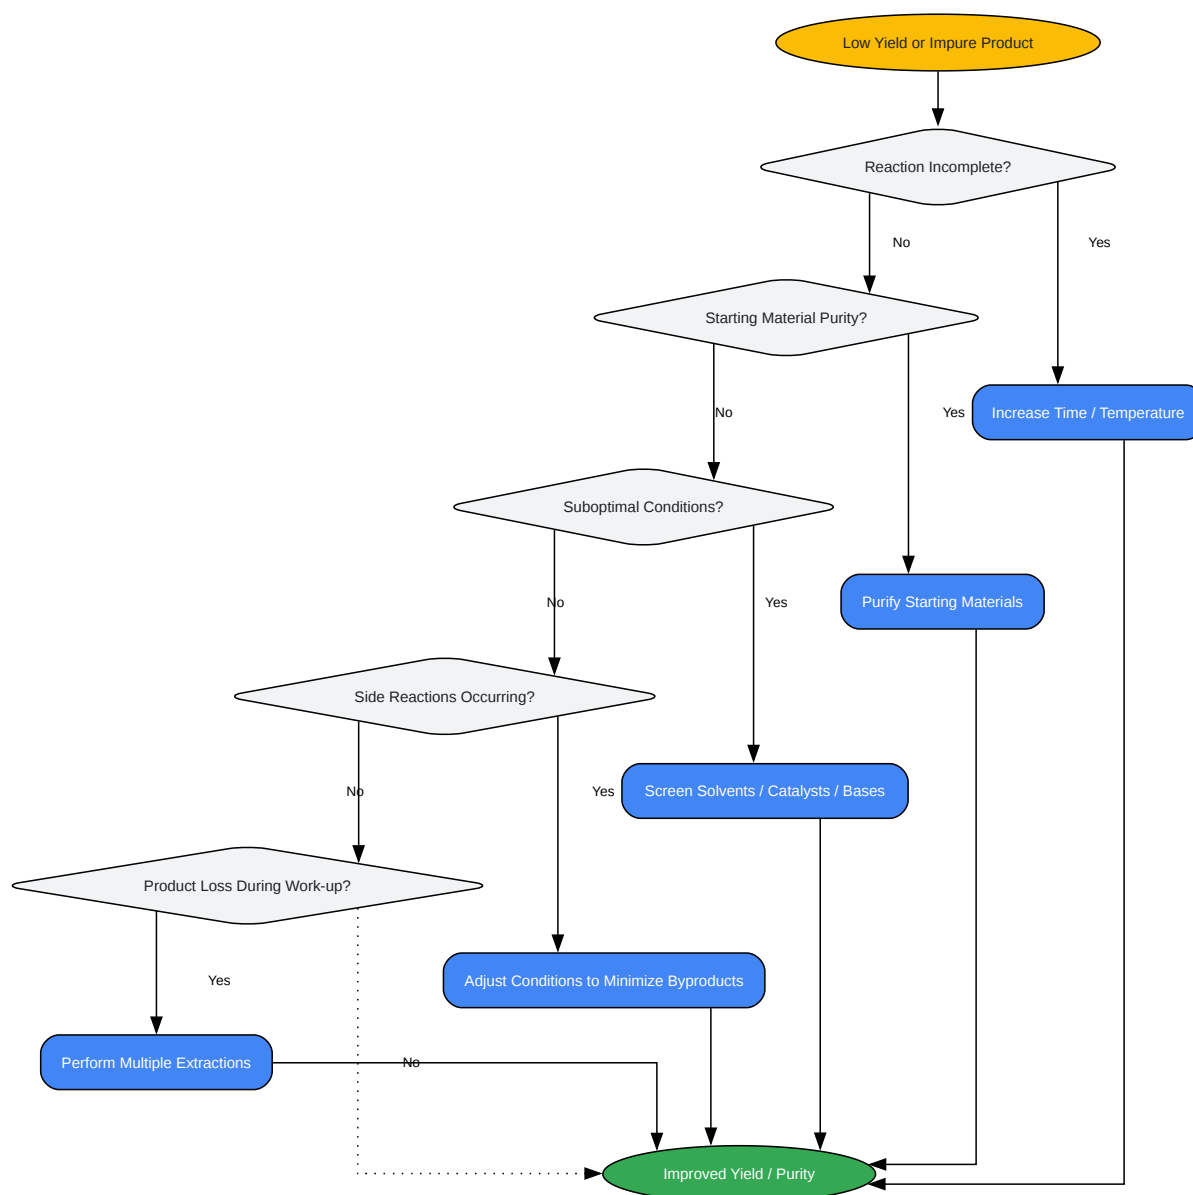 Low Yield or Impure Product
Reaction Incomplete?
No
Yes
Starting Material Purity?
No
Yes
Increase Time / Temperature
Suboptimal Conditions?
No
Yes
Purify Starting Materials
Side Reactions Occurring?
No
Yes
Screen Solvents / Catalysts / Bases
Product Loss During Work-up?
Yes
Adjust Conditions to Minimize Byproducts
Perform Multiple Extractions
No
Improved Yield / Purity